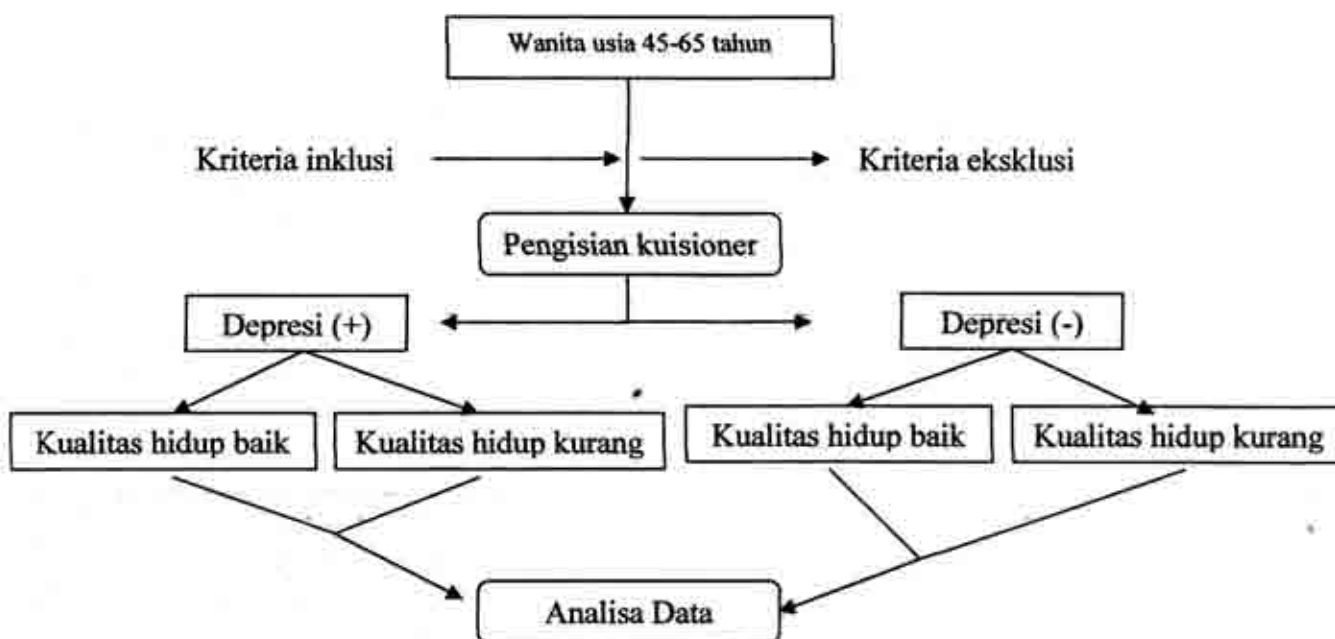 Wanita usia 45-65 tahun
Kriteria inklusi
Kriteria eksklusi
Pengisian kuisioner
Depresi (+)
Depresi (-)
Kualitas hidup baik
Kualitas hidup kurang
Kualitas hidup baik
Kualitas hidup kurang
Analisa Data